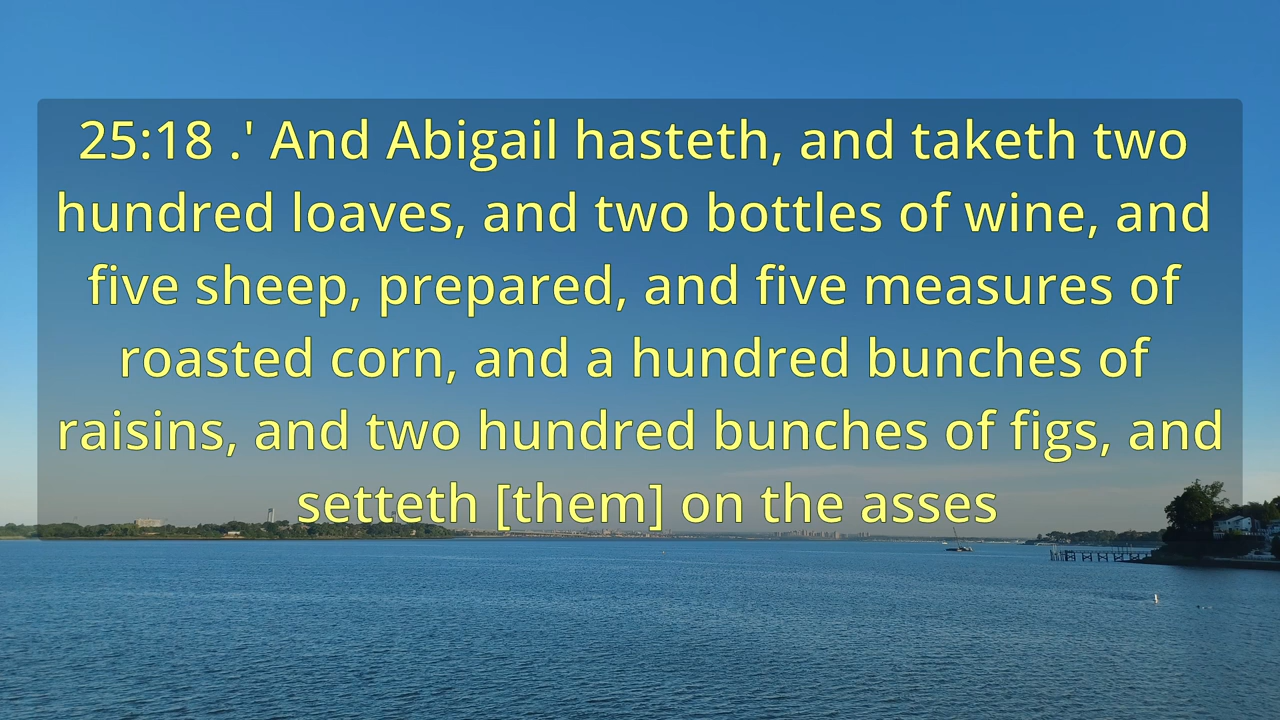 25:18 .' And Abigail hasteth, and taketh two
hundred loaves, and two bottles of wine, and
five sheep, prepared, and five measures of
roasted corn, and a hundred bunches of
raisins, and two hundred bunches of figs, and
setteth [them] on the asses